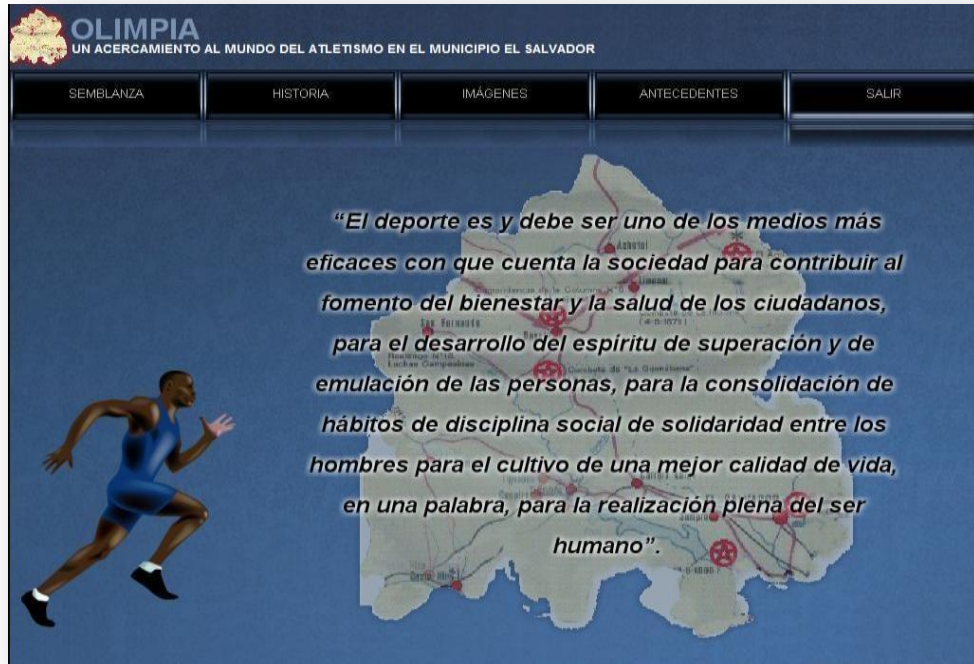 OLIMPIA
UN ACERCAMIENTO AL MUNDO DEL ATLETISMO EN EL MUNICIPIO EL SALVADOR
SEMBLANZA
HISTORIA
IMÁGENES
ANTECEDENTES
SALIR
“El deporte es y debe ser uno de los medios más
eficaces con que cuenta la sociedad para contribuir al
fomento del bienestar y la salud de los ciudadanos,
para el desarrollo del espíritu de superación y de
emulación de las personas, para la consolidación de
hábitos de disciplina social de solidaridad entre los
hombres para el cultivo de una mejor calidad de vida,
en una palabra, para la realización plena del ser
humano”.
San Fernando
Luchas Campesinas